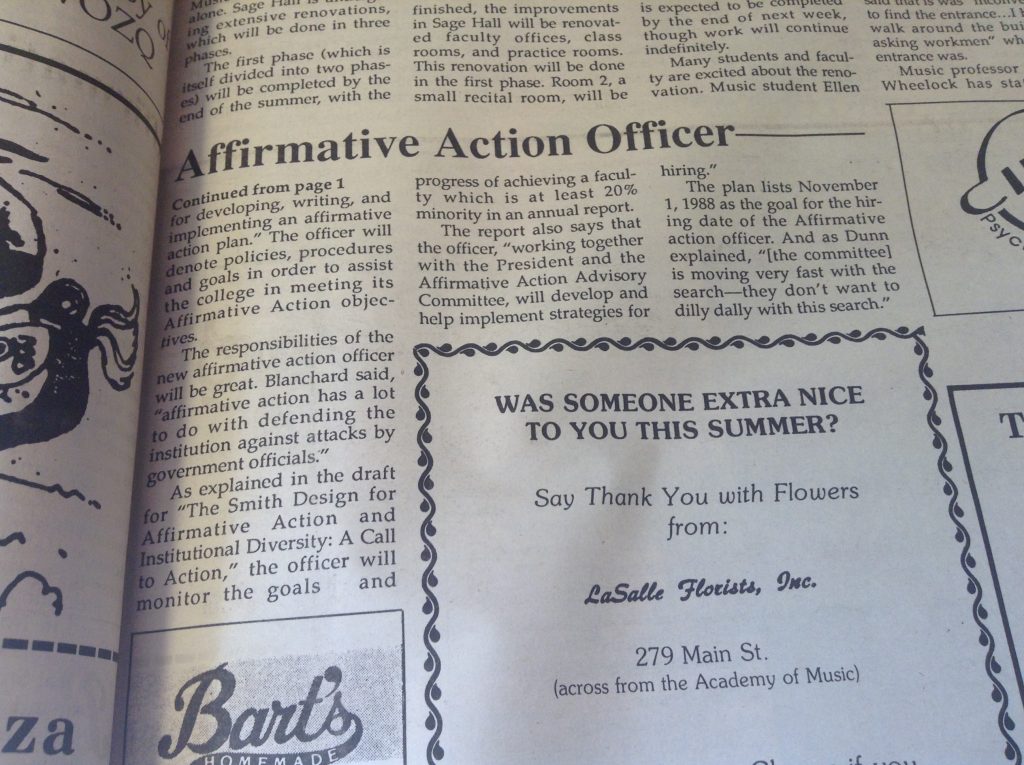 alone. Sage Hall is
ing extensive renovations,
which will be done in three
phases.
The first phase (which is
itself divided into two phas-
es) will be completed by the
end of the summer, with the
finished, the improvements
in Sage Hall will be renovat-
ed faculty offices, class
rooms, and practice rooms.
This renovation will be done
in the first phase. Room 2, a
small recital room, will be
is expected to be completed
by the end of next week,
though work will continue
indefinitely.
Many students and facul-
ty are excited about the reno-
vation. Music student Ellen
said that is was
to find the entrance...I
walk around the
asking workmen"
entrance was.
Music professor
Wheelock has
Affirmative Action Officer
Continued from page 1
for developing, writing, and
implementing an affirmative
action plan." The officer will
denote policies, procedures
and goals in order to assist
the college in meeting its
Affirmative Action objec-
tives.
The responsibilities of the
new affirmative action officer
will be great. Blanchard said,
"affirmative action has a lot
to do with defending the
institution against attacks by
government officials."
As explained in the draft
for "The Smith Design for
Affirmative Action and
Institutional Diversity: A Call
to Action," the officer will
monitor the goals and
progress of achieving a facul-
ty which is at least 20%
minority in an annual report.
The report also says that
the officer, "working together
with the President and the
Affirmative Action Advisory
Committee, will develop and
help implement strategies for
hiring."
The plan lists November
1, 1988 as the goal for the hir-
ing date of the Affirmative
action officer. And as Dunn
explained, "[the committee]
is moving very fast with the
search—they don't want to
dilly dally with this search."
WAS SOMEONE EXTRA NICE
TO YOU THIS SUMMER?
Say Thank You with Flowers
from:
LaSalle Florists, Inc.
279 Main St.
(across from the Academy of Music)
za
Bart's
HOMEMADE